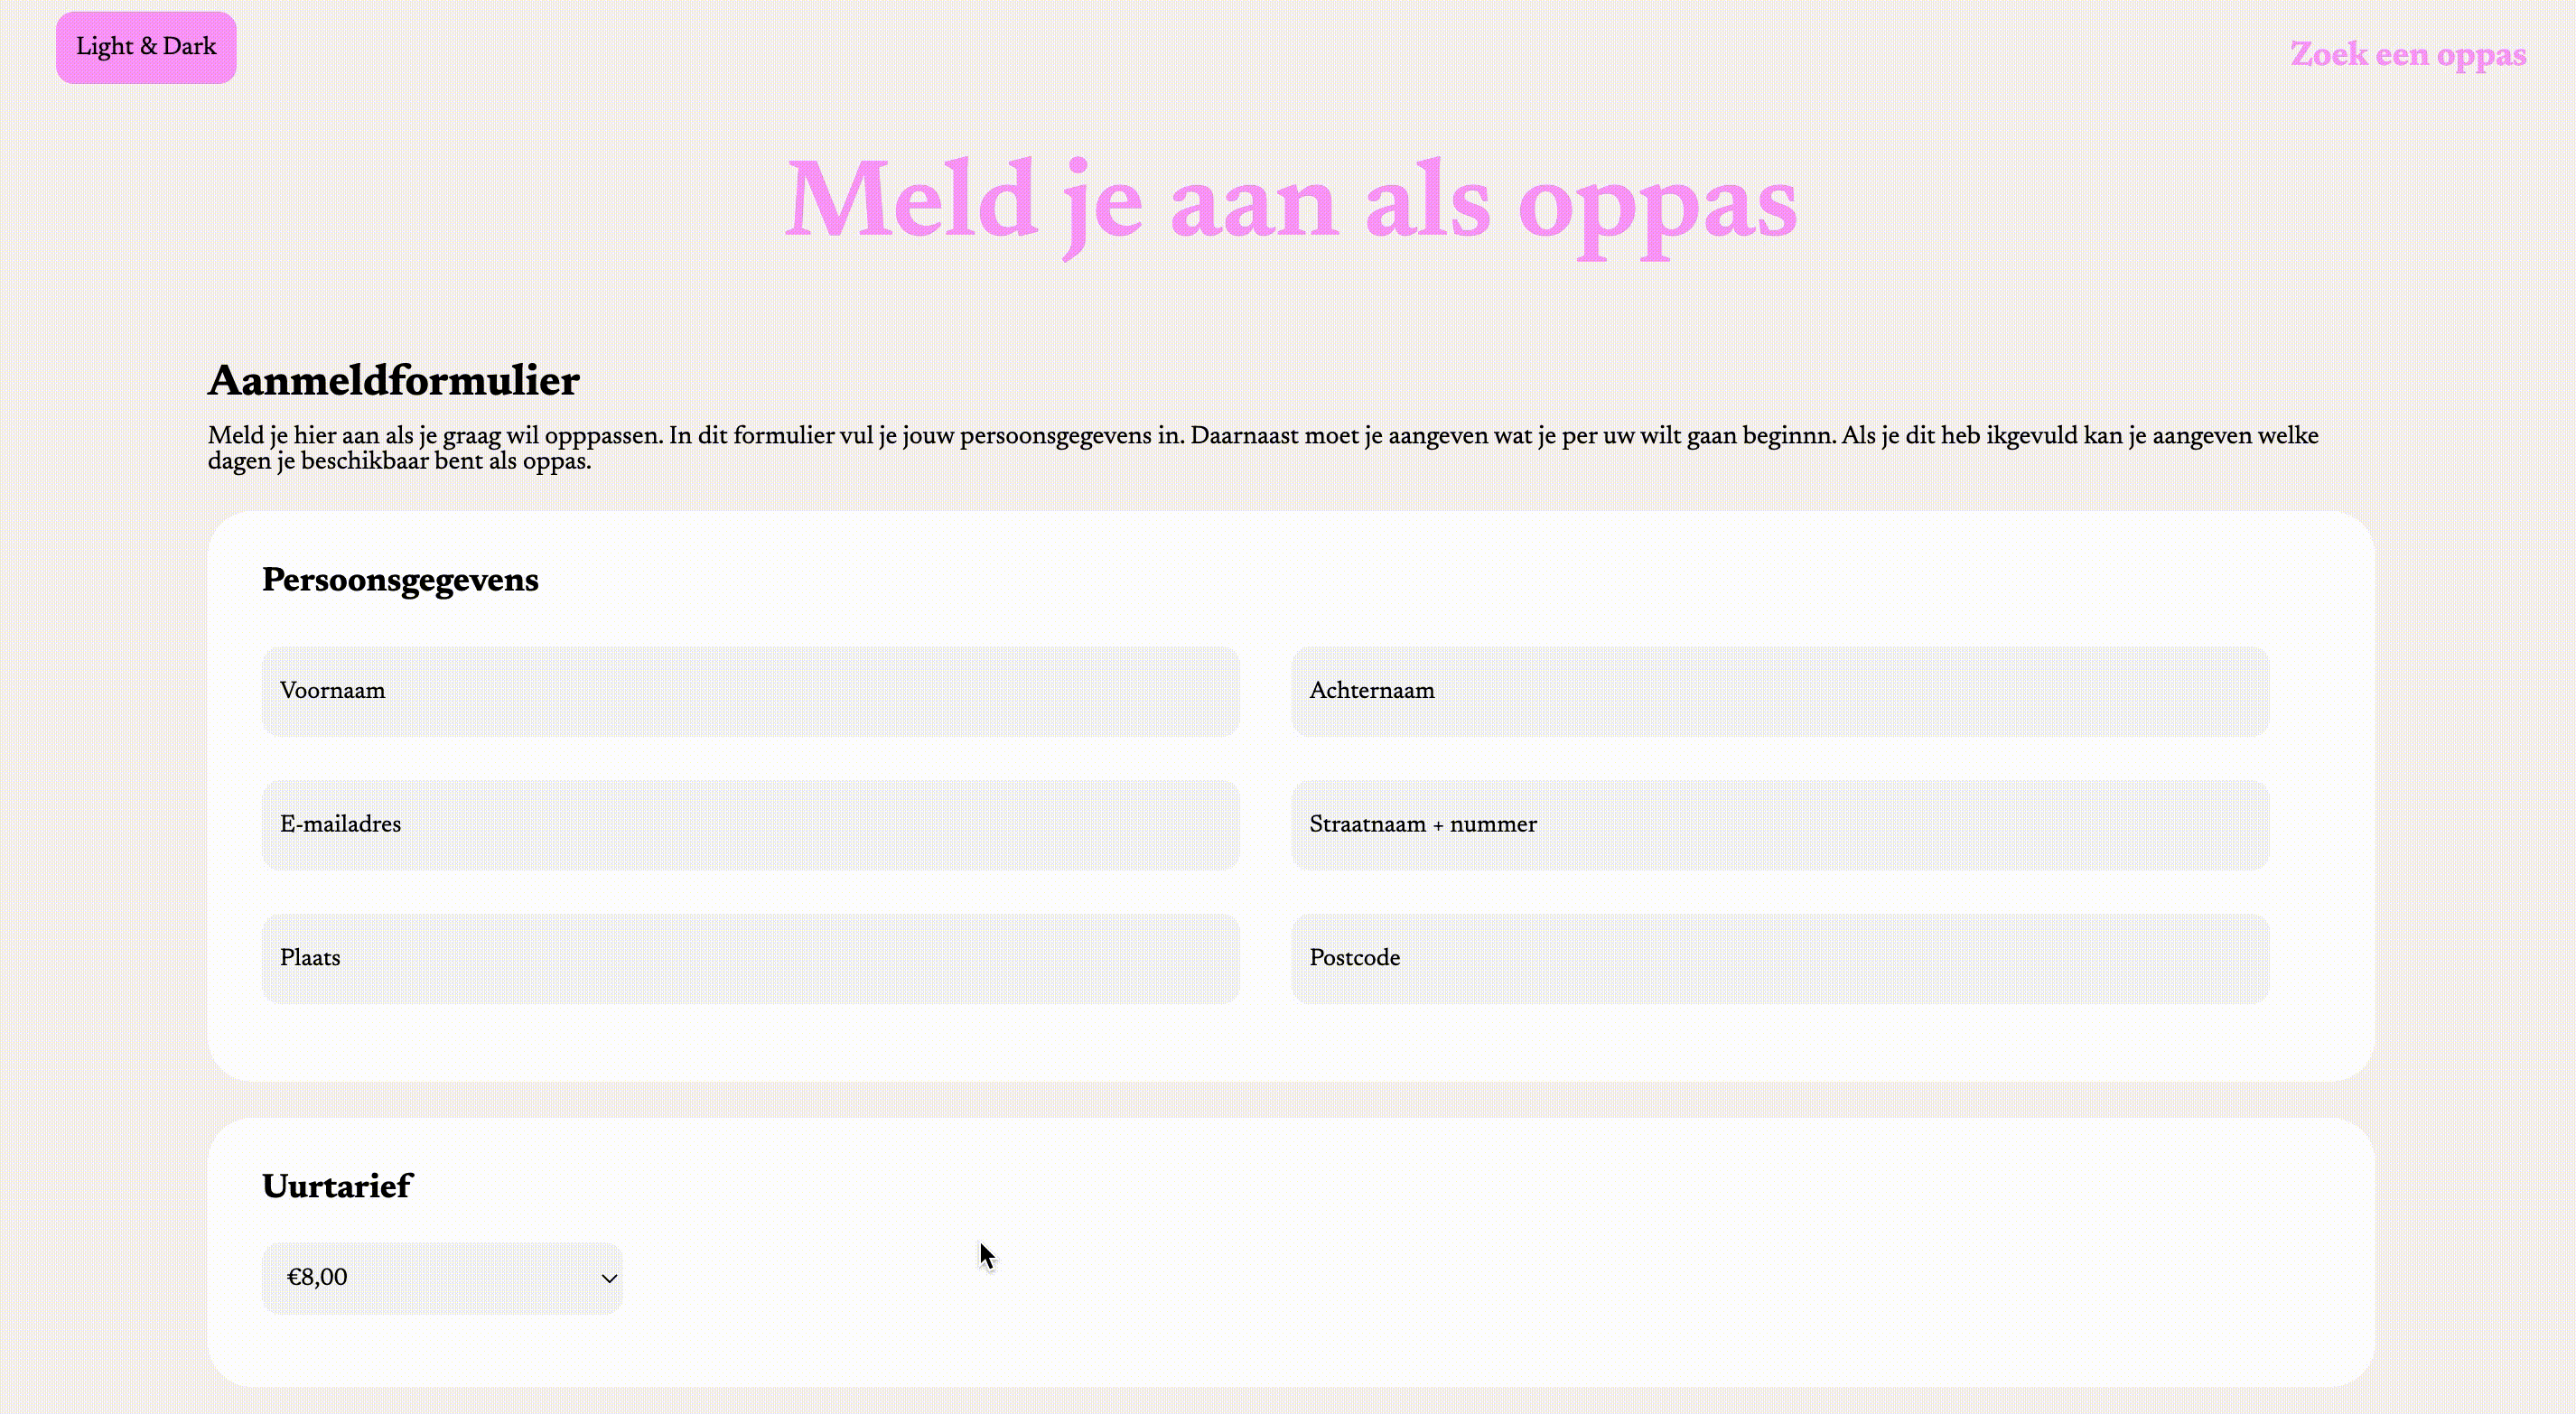 Light & Dark
Zoek een oppas
Meld je aan als oppas
Aanmeldformulier
Meld je hier aan als je graag wil opppassen. In dit formulier vul je jouw persoonsgegevens in. Daarnaast moet je aangeven wat je per uw wilt gaan beginnn. Als je dit heb ikgevuld kan je aangeven welke
dagen je beschikbaar bent als oppas.
Persoonsgegevens
Voornaam
Achternaam
E-mailadres
Straatnaam + nummer
Plaats
Postcode
Uurtarief
€8,00